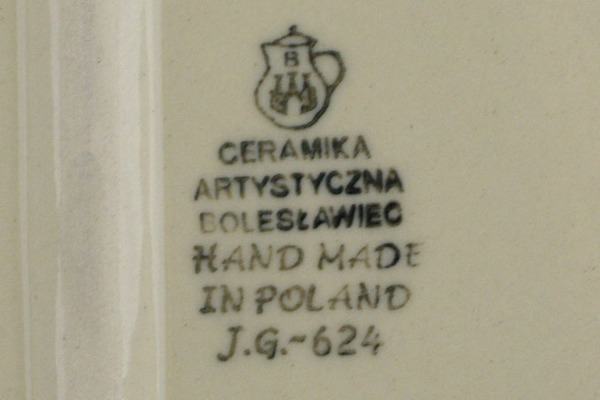 B
CERAMIKA
ARTYSTYCZNA
BOLESŁAWIEC
HAND MADE
IN POLAND
J.G.-624